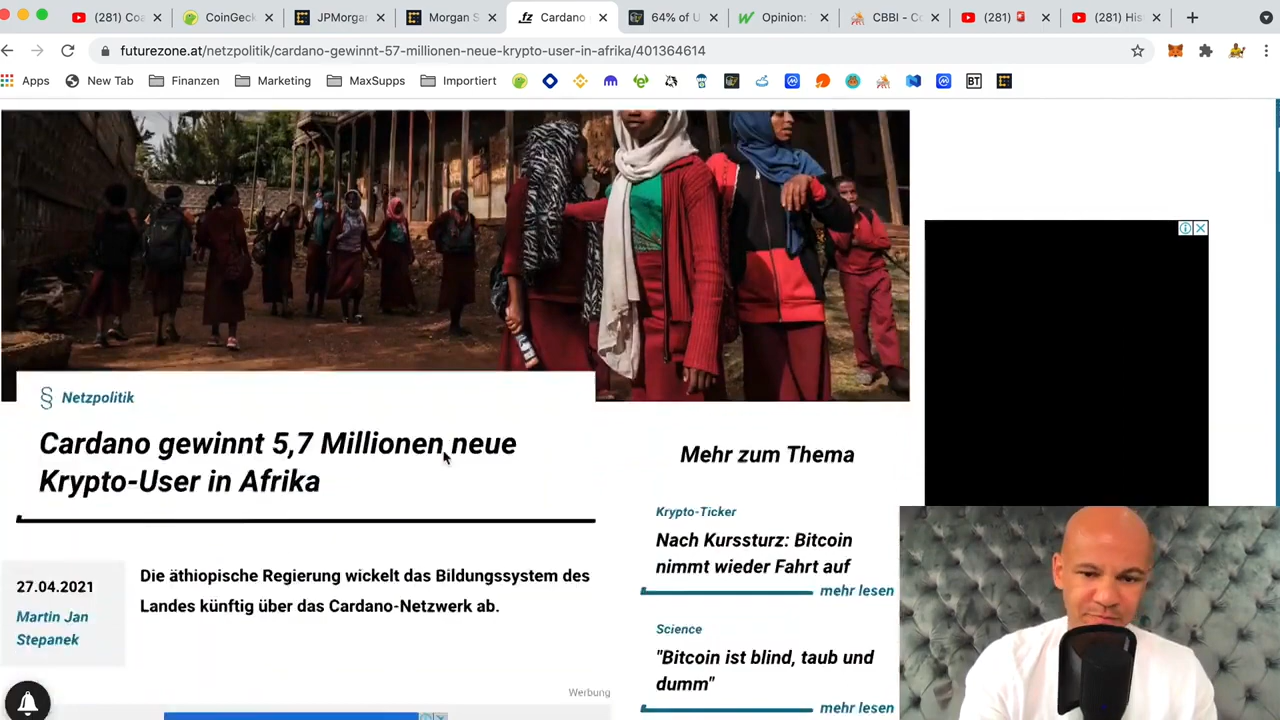 (281) Coa
CoinGeck
JPMorgan
Morgan S
Cardano
64% of U
Opinion:
CBBI - Co
(281)
(281) His
futurezone.at/netzpolitik/cardano-gewinnt-57-millionen-neue-krypto-user-in-afrika/401364614
Apps
New Tab
Finanzen
Marketing
MaxSupps
Importiert
BT
§ Netzpolitik
Cardano gewinnt 5,7 Millionen neue
Krypto-User in Afrika
27.04.2021
Martin Jan
Stepanek
Die äthiopische Regierung wickelt das Bildungssystem des
Landes künftig über das Cardano-Netzwerk ab.
Werbung
Mehr zum Thema
Krypto-Ticker
Nach Kurssturz: Bitcoin
nimmt wieder Fahrt auf
mehr lesen
Science
"Bitcoin ist blind, taub und
dumm"
mehr lesen